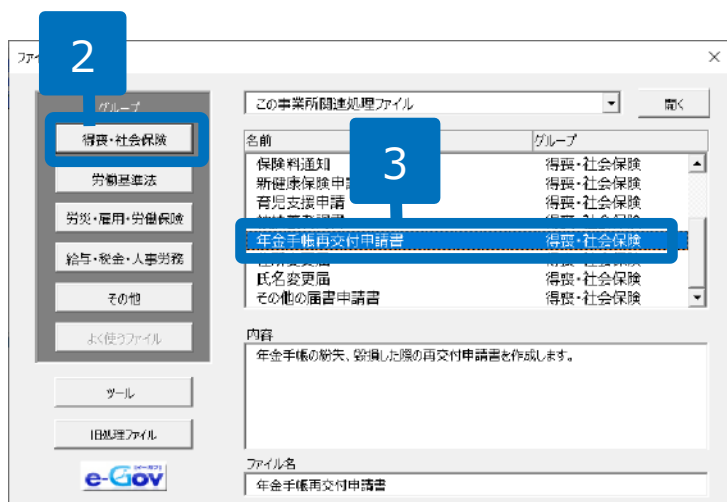 2
ファイ
グループ
この事業所関連処理ファイル
開く
得喪・社会保険
名前
グループ
3
保険料通知
得喪・社会保険
新健康保険申
得喪・社会保険
労働基準法
育児支援申請
得喪・社会保険
得喪・社会保険
労災・雇用・労働保険
年金手帳再交付申請書
得喪・社会保険
給与・税金・人事労務
得喪・社会保険
氏名変更届
得喪・社会保険
その他
その他の届書申請書
得喪・社会保険
よく使うファイル
内容
年金手帳の紛失、毀損した際の再交付申請書を作成します。
ツール
旧処理ファイル
e-Gov
ファイル名
年金手帳再交付申請書